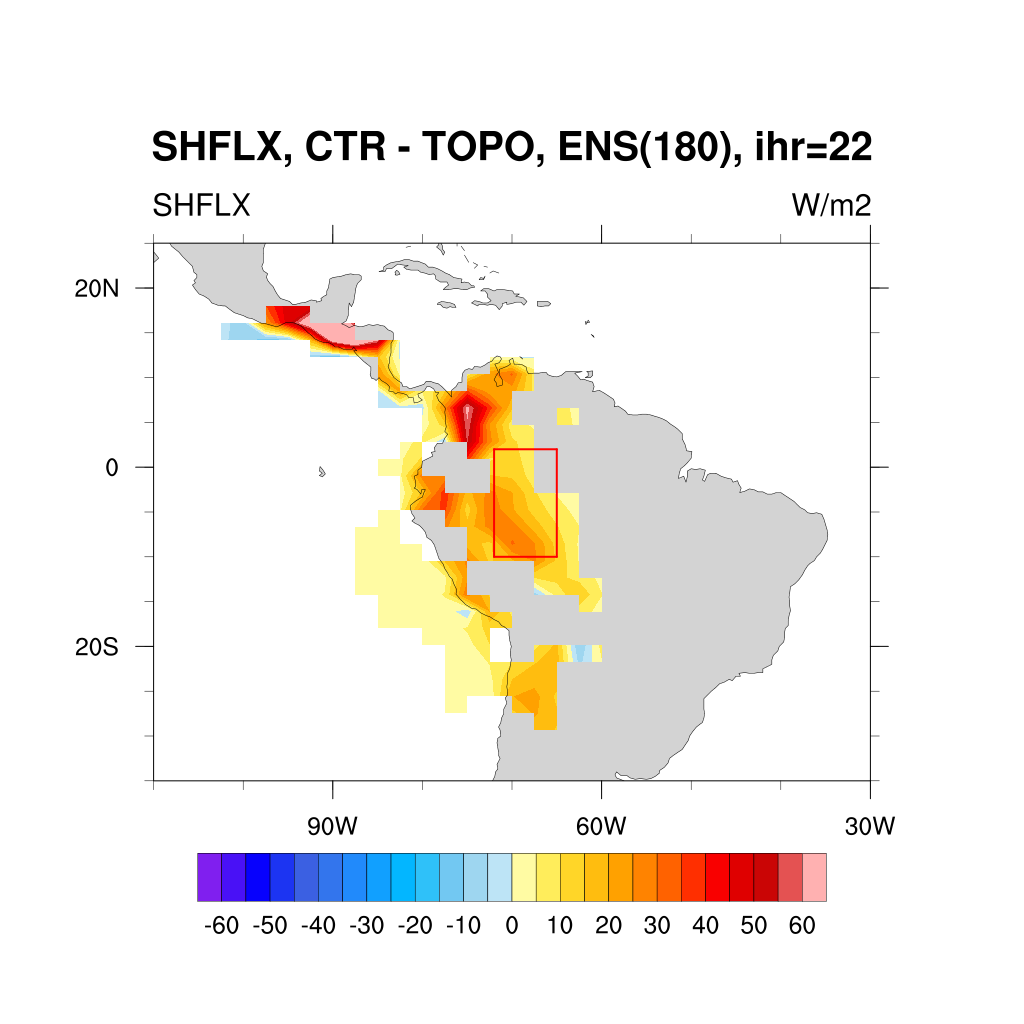 SHFLX, CTR - TOPO, ENS(180), ihr=22
SHFLX W/m2
20N
0
20S
90W 60W 30W
-60 -50 -40 -30 -20 -10 0 10 20 30 40 50 60